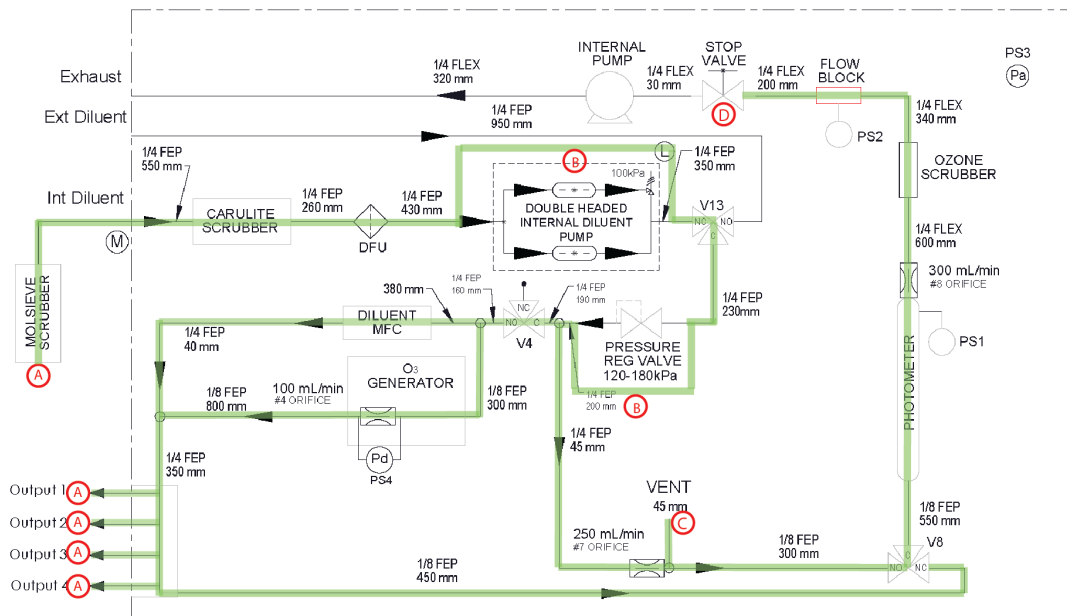 INTERNAL
PUMP
STOP
VALVE
FLOW
BLOCK
PS3
Pa
Exhaust
1/4 FLEX
320 mm
1/4 FLEX
30 mm
1/4 FLEX
200 mm
D
PS2
1/4 FLEX
340 mm
Ext Diluent
1/4 FEP
950 mm
1/4 FEP
550 mm
Int Diluent
M
CARULITE
SCRUBBER
1/4 FEP
260 mm
DFU
1/4 FEP
430 mm
B
100kPa
L
1/4 FEP
350 mm
DOUBLE HEADED
INTERNAL DILUENT
PUMP
V13
NC
NO
C
OZONE
SCRUBBER
1/4 FLEX
600 mm
300 mL/min
#8 ORIFICE
PS1
PHOTOMETER
MOLSIEVE
SCRUBBER
A
380 mm
1/4 FEP
160 mm
1/4 FEP
190 mm
NC
NO
C
V4
1/4 FEP
230mm
DILUENT
MFC
1/4 FEP
40 mm
PRESSURE
REG VALVE
120-180kPa
O3
GENERATOR
100 mL/min
#4 ORIFICE
1/8 FEP
800 mm
1/8 FEP
300 mm
1/4 FEP
200 mm
B
Pd
PS4
1/4 FEP
45 mm
1/4 FEP
350 mm
Output 1
A
Output 2
A
Output 3
A
Output 4
A
VENT
45 mm
C
250 mL/min
#7 ORIFICE
1/8 FEP
300 mm
1/8 FEP
550 mm
V8
C
NO
NC
1/8 FEP
450 mm